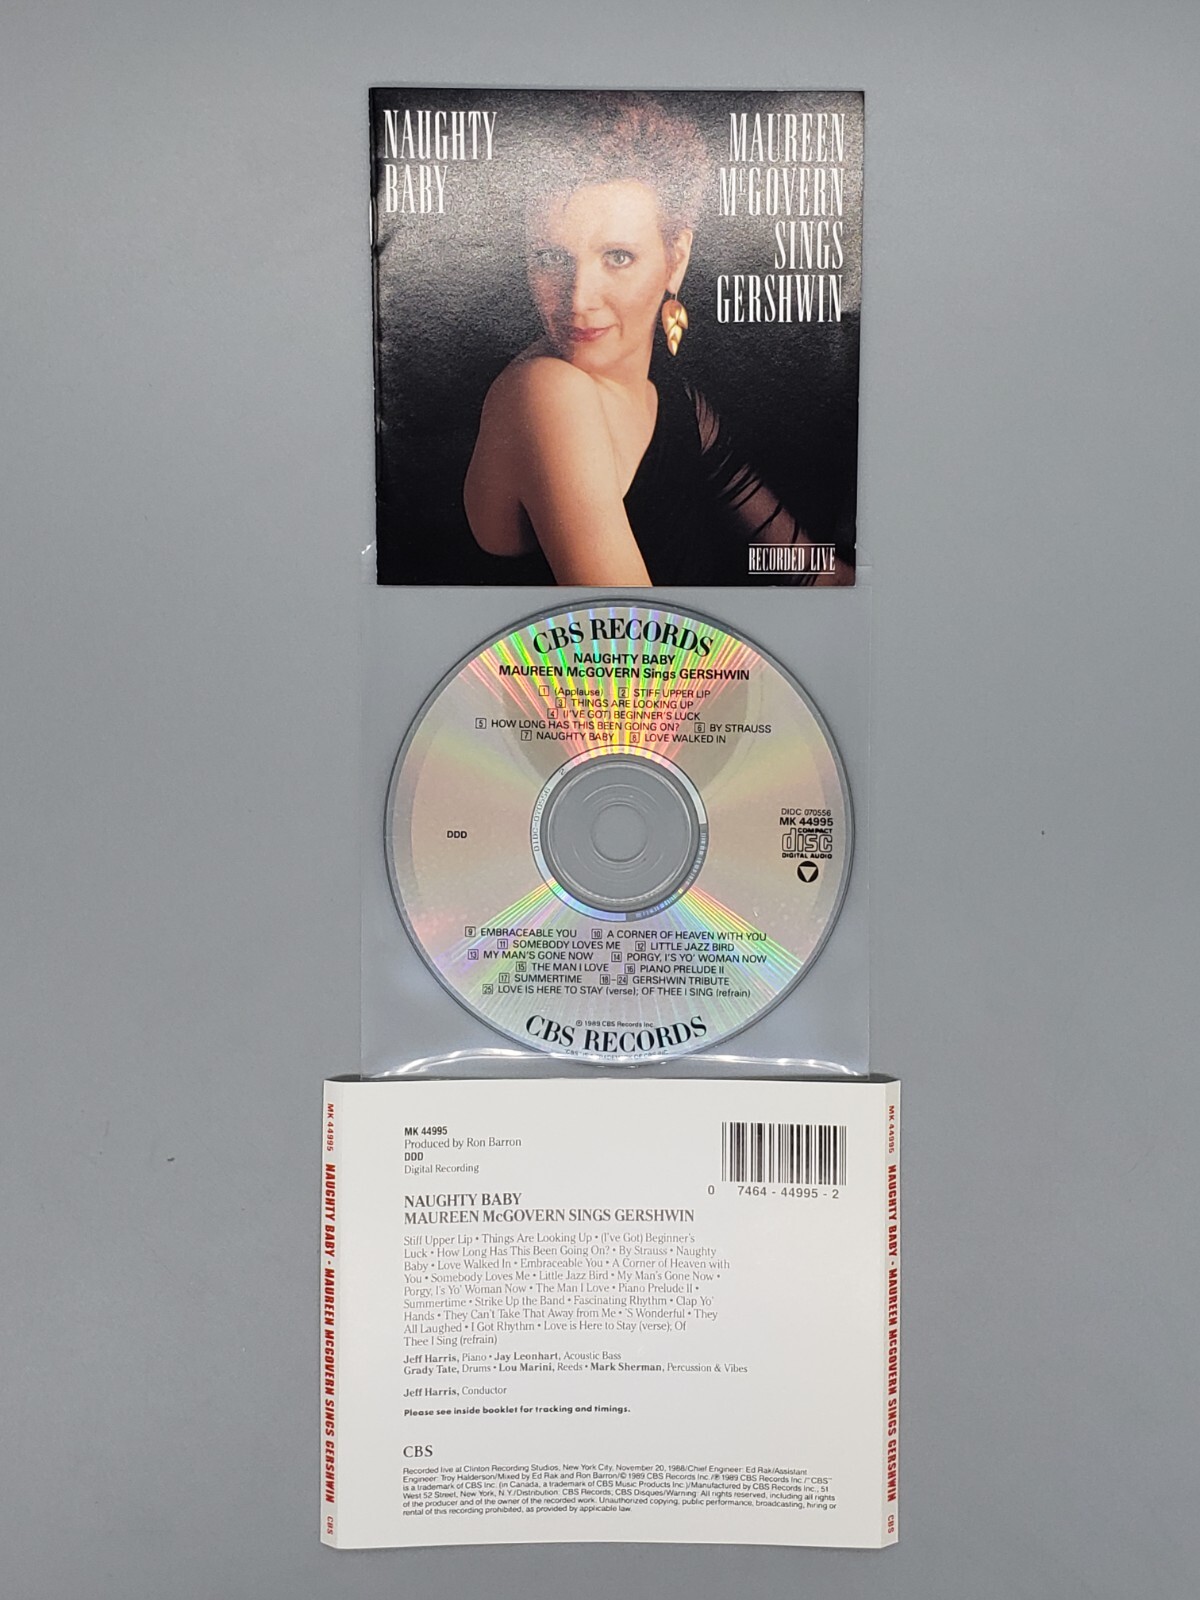 NAUGHTY
BABY
MAUREEN
McGOVERN
SINGS
GERSHWIN
RECORDED LIVE
CBS RECORDS
NAUGHTY BABY
MAUREEN McGOVERN Sings GERSHWIN
1 (Applause) 2 STIFF UPPER LIP
3 THINGS ARE LOOKING UP
4 (I'VE GOT) BEGINNER'S LUCK
5 HOW LONG HAS THIS BEEN GOING ON? 6 BY STRAUSS
7 NAUGHTY BABY 8 LOVE WALKED IN
DIDC-070556 2
DDD
DIDC 070556
MK 44995
COMPACT
disc
DIGITAL AUDIO
9 EMBRACEABLE YOU 10 A CORNER OF HEAVEN WITH YOU
11 SOMEBODY LOVES ME 12 LITTLE JAZZ BIRD
13 MY MAN'S GONE NOW 14 PORGY, I'S YO' WOMAN NOW
15 THE MAN I LOVE 16 PIANO PRELUDE II
17 SUMMERTIME 18-24 GERSHWIN TRIBUTE
25 LOVE IS HERE TO STAY (verse); OF THEE I SING (refrain)
℗ 1989 CBS Records Inc.
CBS RECORDS
MK 44995 NAUGHTY BABY - MAUREEN McGOVERN SINGS GERSHWIN CBS
MK 44995
Produced by Ron Barron
DDD
Digital Recording
0 7464-44995-2
NAUGHTY BABY
MAUREEN McGOVERN SINGS GERSHWIN
Stiff Upper Lip • Things Are Looking Up • (I've Got) Beginner's
Luck • How Long Has This Been Going On? • By Strauss • Naughty
Baby • Love Walked In • Embraceable You • A Corner of Heaven with
You • Somebody Loves Me • Little Jazz Bird • My Man's Gone Now •
Porgy, I's Yo' Woman Now • The Man I Love • Piano Prelude II •
Summertime • Strike Up the Band • Fascinating Rhythm • Clap Yo'
Hands • They Can't Take That Away from Me • 'S Wonderful • They
All Laughed • I Got Rhythm • Love is Here to Stay (verse); Of
Thee I Sing (refrain)
Jeff Harris, Piano • Jay Leonhart, Acoustic Bass
Grady Tate, Drums • Lou Marini, Reeds • Mark Sherman, Percussion & Vibes
Jeff Harris, Conductor
Please see inside booklet for tracking and timings.
CBS
Recorded live at Clinton Recording Studios, New York City, November 20, 1988/Chief Engineer: Ed Rak/Assistant
Engineer: Troy Halderson/Mixed by Ed Rak and Ron Barron/© 1989 CBS Records Inc./℗ 1989 CBS Records Inc./"CBS"
is a trademark of CBS Inc. (in Canada, a trademark of CBS Music Products Inc.)/Manufactured by CBS Records Inc., 51
West 52 Street, New York, N.Y./Distribution: CBS Records; CBS Disques/Warning: All rights reserved, including all rights
of the producer and of the owner of the recorded work. Unauthorized copying, public performance, broadcasting, hiring or
rental of this recording prohibited, as provided by applicable law.
MK 44995 NAUGHTY BABY - MAUREEN McGOVERN SINGS GERSHWIN CBS